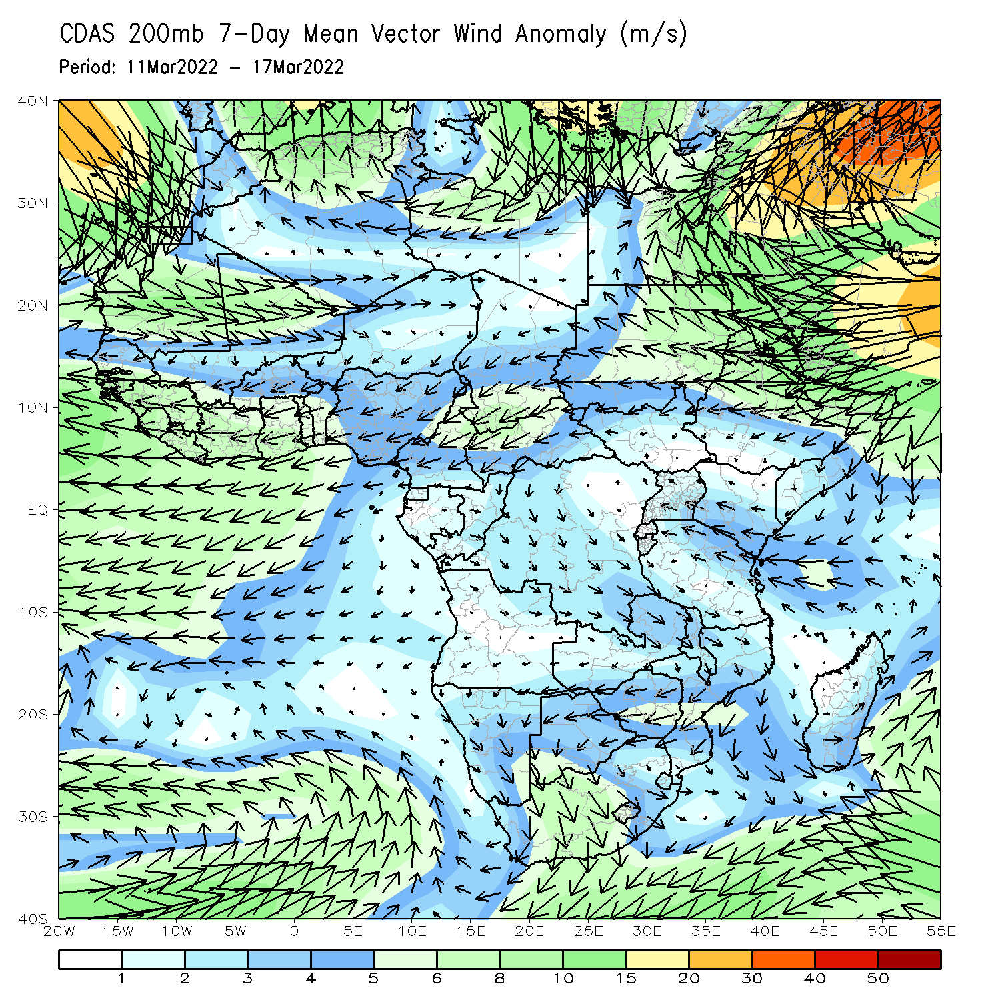 CDAS 200mb 7-Day Mean Vector Wind Anomaly (m/s)
Period: 11Mar2022 - 17Mar2022
40N
30N
20N
10N
EQ
10S
20S
30S
40S
20W 15W 10W 5W 0 5E 10E 15E 20E 25E 30E 35E 40E 45E 50E 55E
1 2 3 4 5 6 8 10 15 20 30 40 50